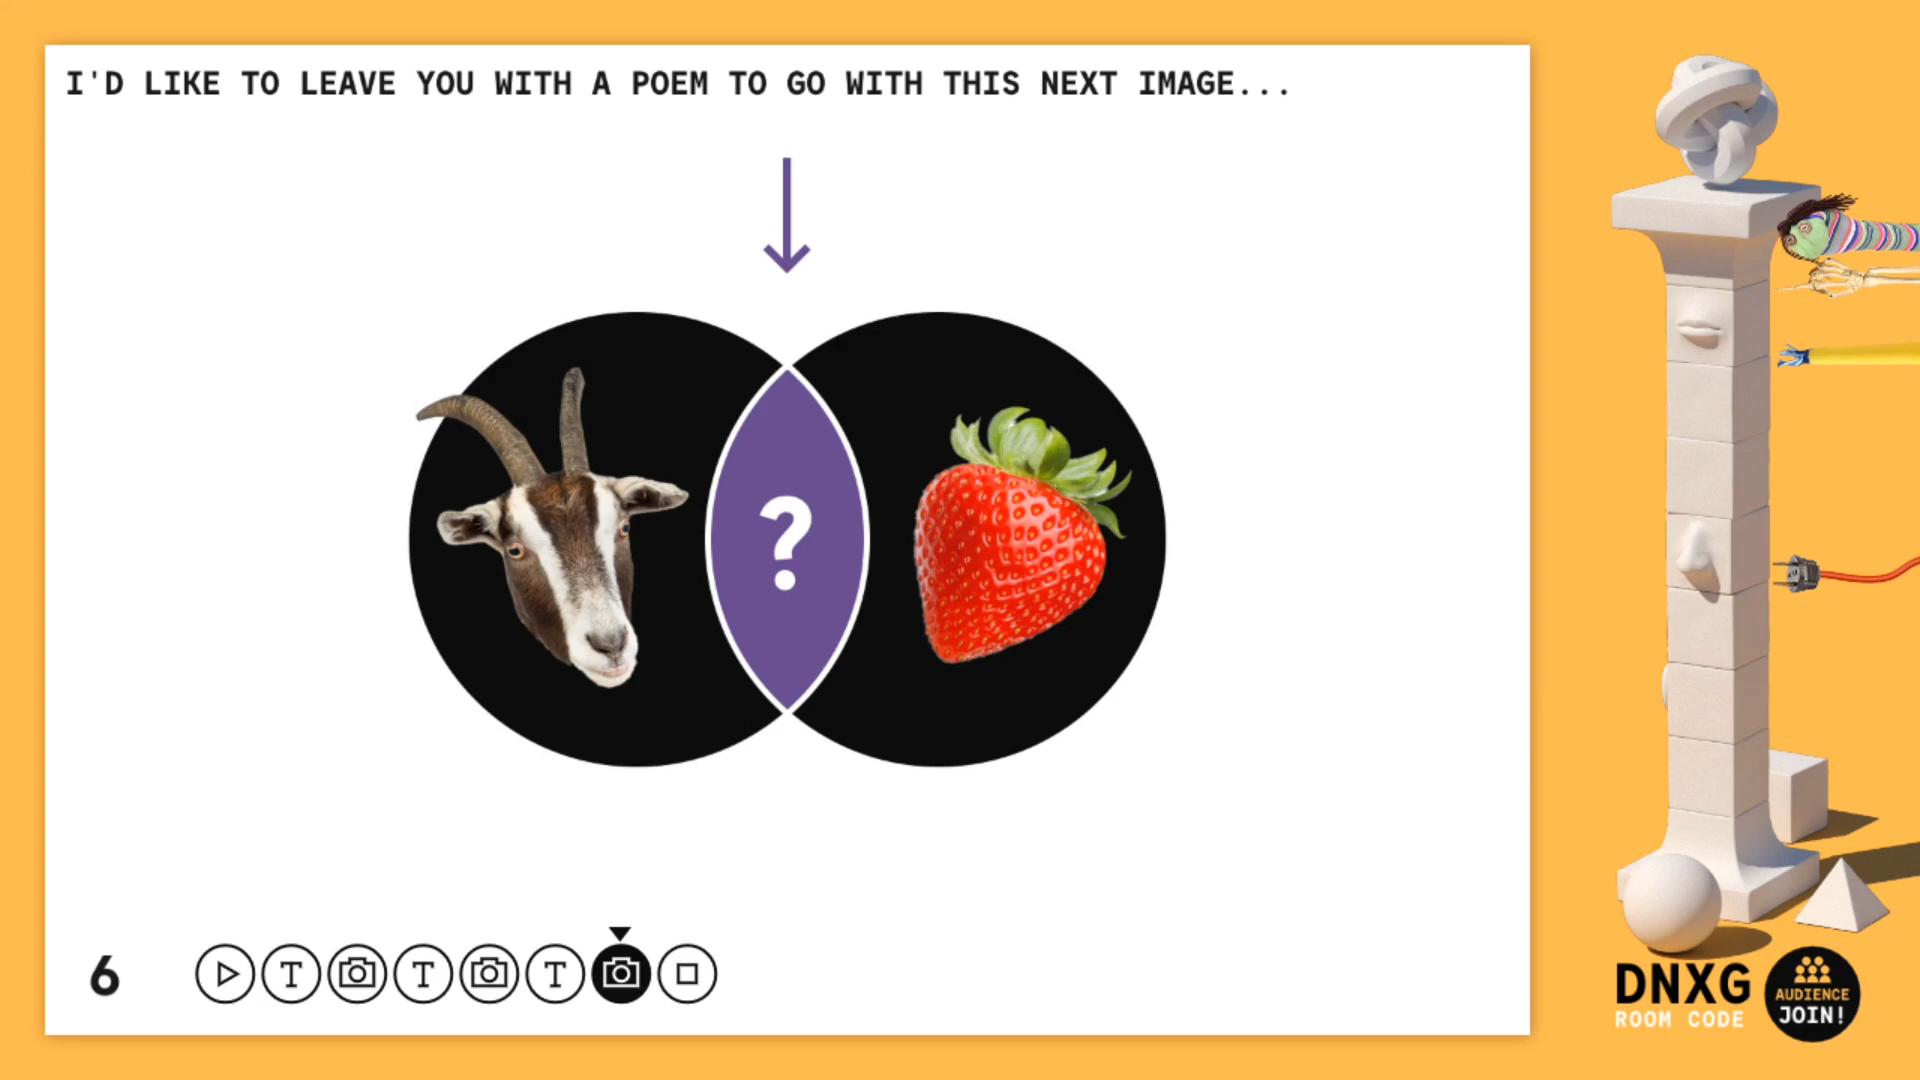 I'D LIKE TO LEAVE YOU WITH A POEM TO GO WITH THIS NEXT IMAGE...
?
6
T
T
T
DNXG
ROOM CODE
AUDIENCE
JOIN!